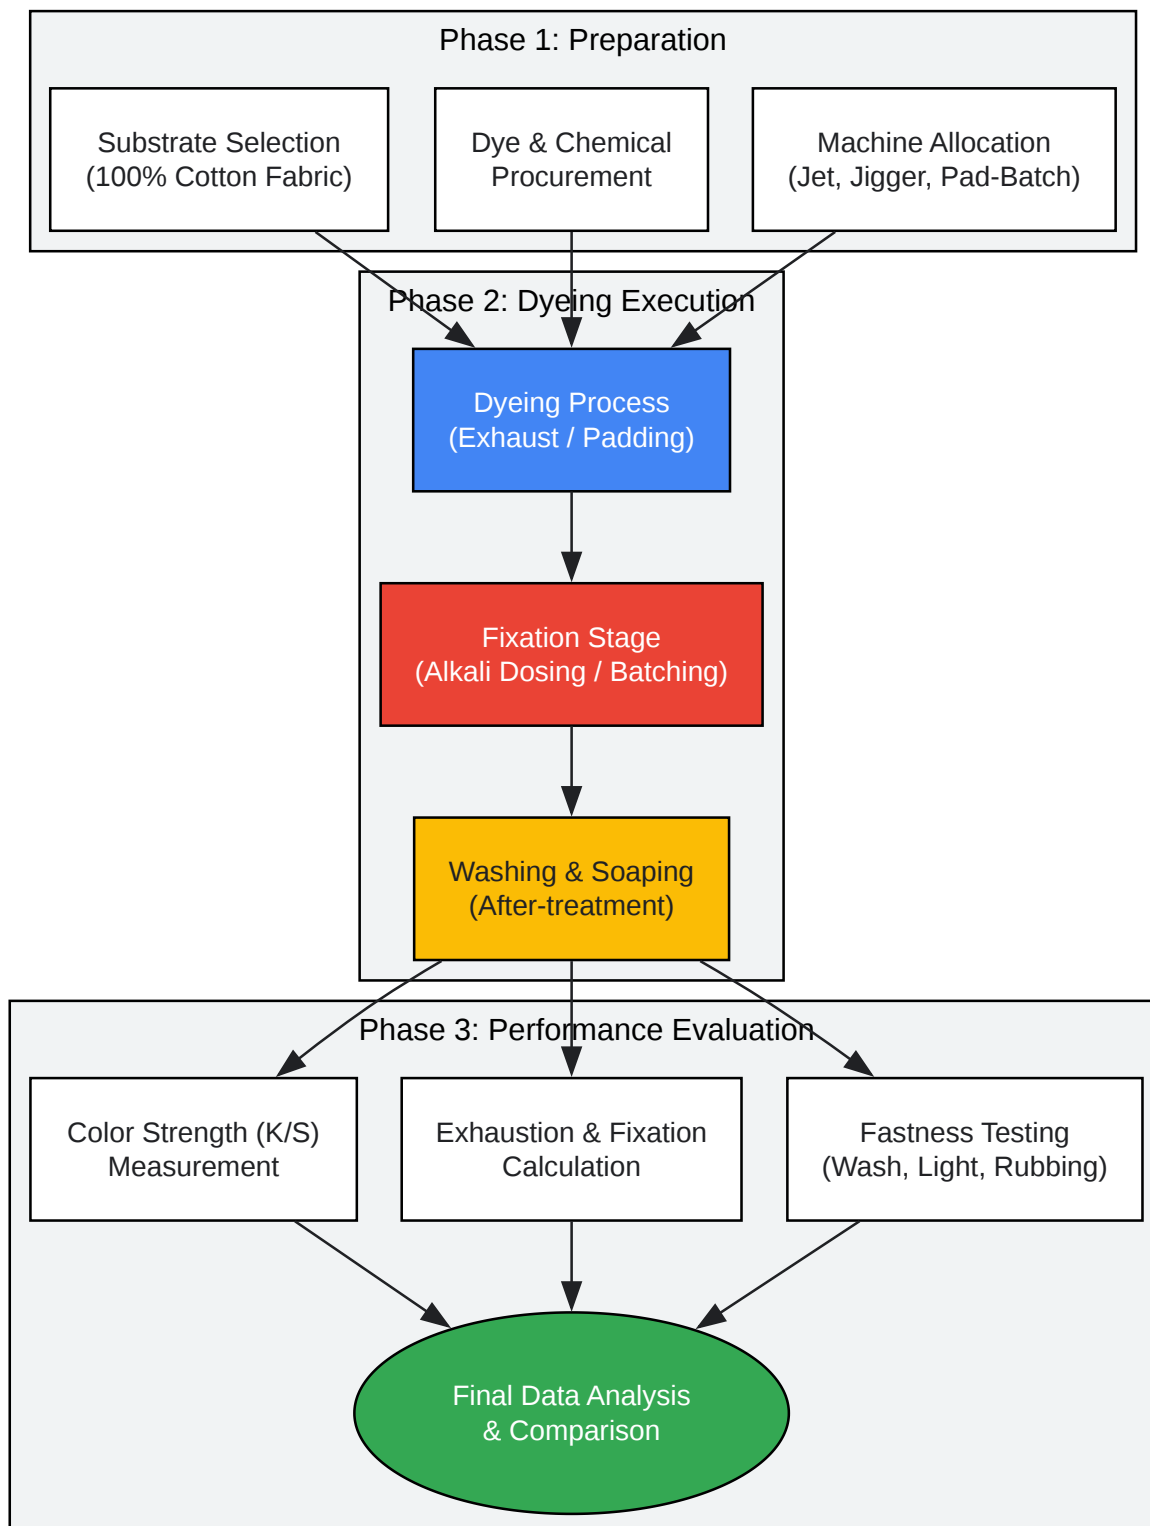 Phase 1: Preparation
Substrate Selection
(100% Cotton Fabric)
Dye & Chemical
Procurement
Machine Allocation
(Jet, Jigger, Pad-Batch)
Phase 2: Dyeing Execution
Dyeing Process
(Exhaust / Padding)
Fixation Stage
(Alkali Dosing / Batching)
Washing & Soaping
(After-treatment)
Phase 3: Performance Evaluation
Color Strength (K/S)
Measurement
Exhaustion & Fixation
Calculation
Fastness Testing
(Wash, Light, Rubbing)
Final Data Analysis
& Comparison